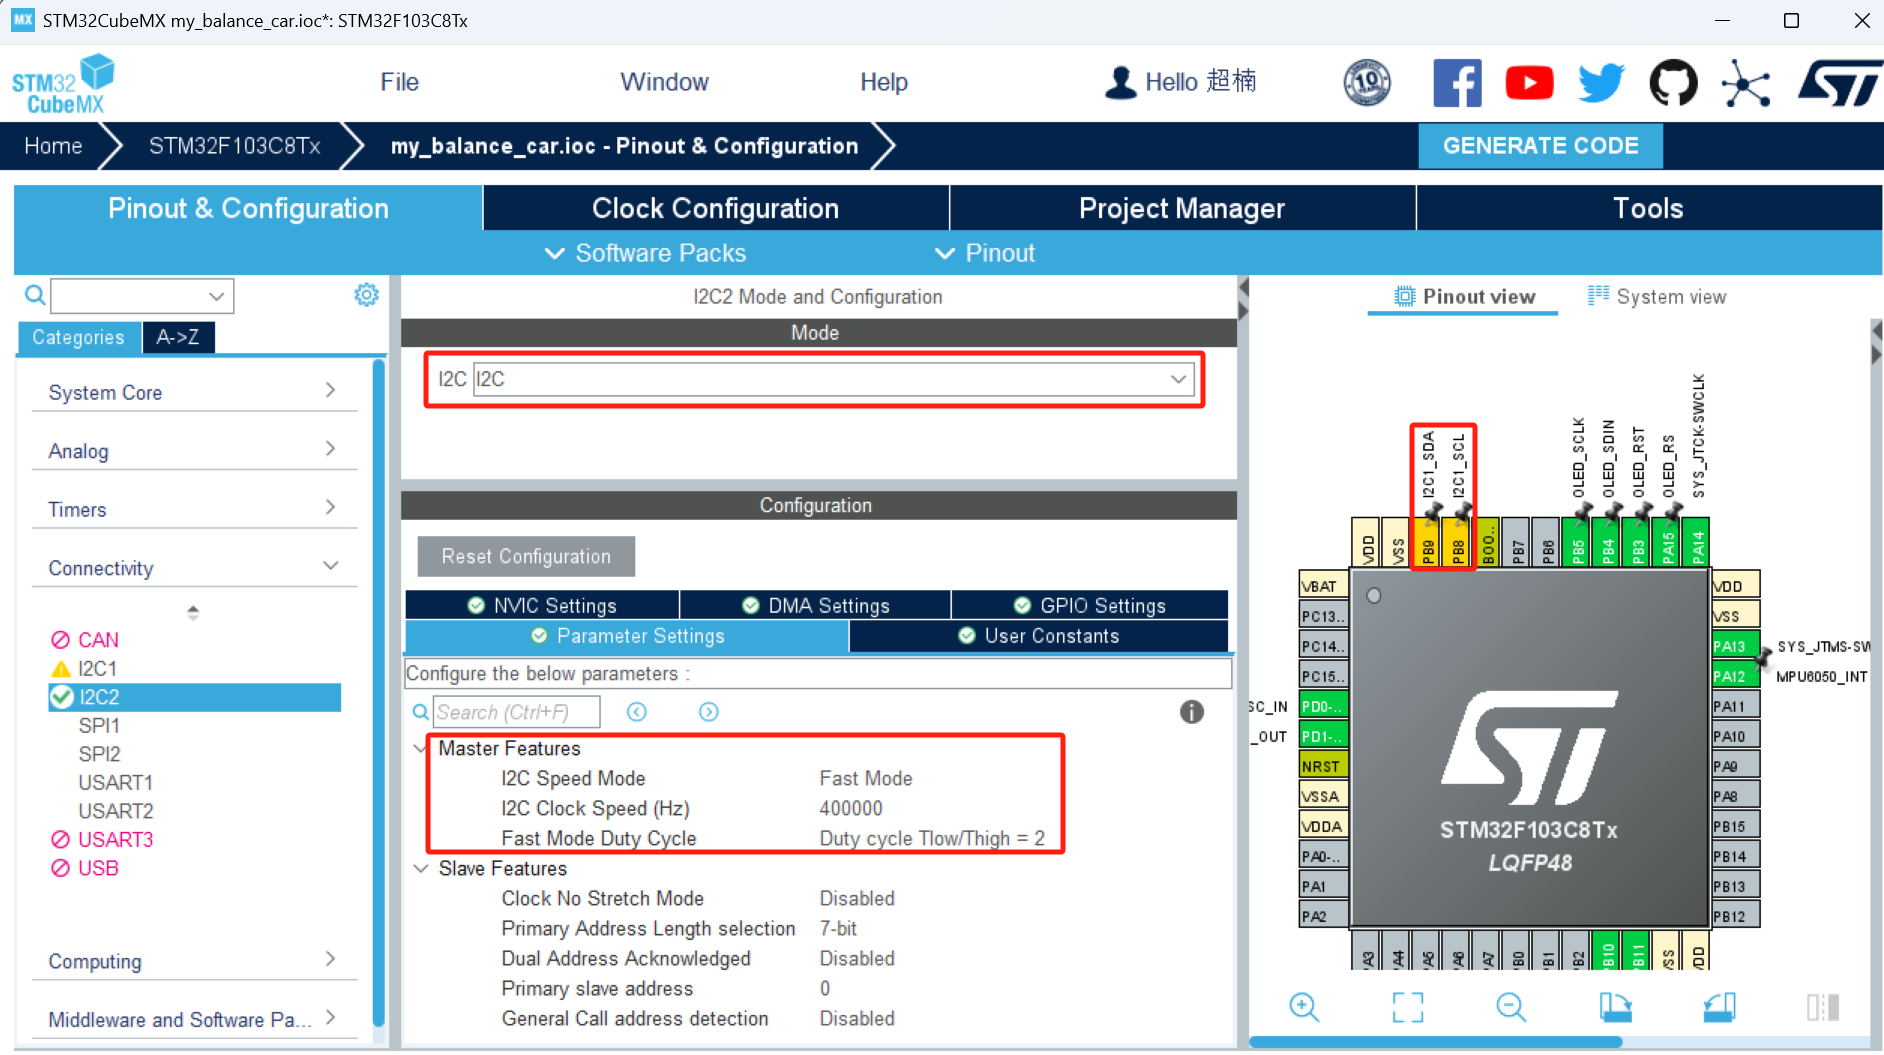 MX STM32CubeMX my_balance_car.ioc*: STM32F103C8Tx
STM32
CubeMX
File
Window
Help
Hello 超楠
10
ST
Home
STM32F103C8Tx
my_balance_car.ioc - Pinout & Configuration
GENERATE CODE
Pinout & Configuration
Clock Configuration
Project Manager
Tools
Software Packs
Pinout
Categories
A->Z
System Core
Analog
Timers
Connectivity
CAN
I2C1
I2C2
SPI1
SPI2
USART1
USART2
USART3
USB
Computing
Middleware and Software Pa...
I2C2 Mode and Configuration
Mode
I2C I2C
Configuration
Reset Configuration
NVIC Settings
DMA Settings
GPIO Settings
Parameter Settings
User Constants
Configure the below parameters :
Search (Ctrl+F)
Master Features
I2C Speed Mode Fast Mode
I2C Clock Speed (Hz) 400000
Fast Mode Duty Cycle Duty cycle Tlow/Thigh = 2
Slave Features
Clock No Stretch Mode Disabled
Primary Address Length selection 7-bit
Dual Address Acknowledged Disabled
Primary slave address 0
General Call address detection Disabled
Pinout view
System view
I2C1_SDA
I2C1_SCL
OLED_SCLK
OLED_SDIN
OLED_RST
OLED_RS
SYS_JTCK-SWCLK
VDD
VSS
PB9
PB8
BOO..
PB7
PB6
PB5
PB4
PB3
PA15
PA14
VBAT
PC13..
PC14..
PC15..
SC_IN PD0-..
_OUT PD1-..
NRST
VSSA
VDDA
PA0-..
PA1
PA2
VDD
VSS
PA13 SYS_JTMS-SW
PA12 MPU6050_INT
PA11
PA10
PA9
PA8
PB15
PB14
PB13
PB12
ST
STM32F103C8Tx
LQFP48
A3
A4
A5
A6
A7
B0
B1
B2
B10
B11
SS
DD